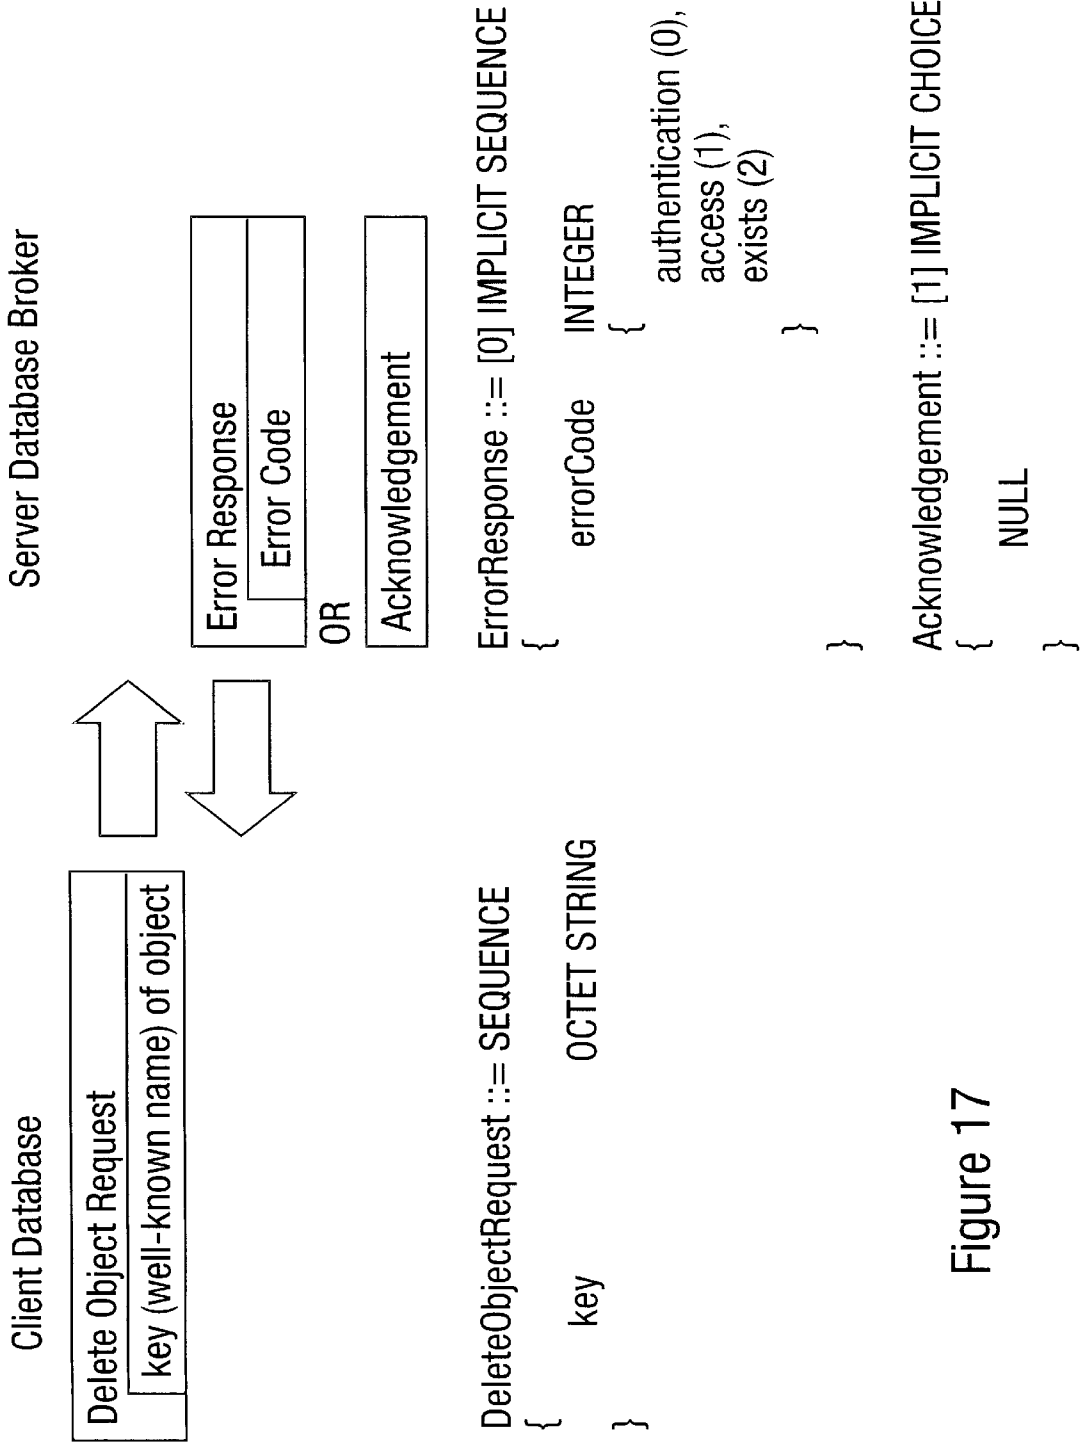 Client Database
Server Database Broker
Delete Object Request
key (well-known name) of object
Error Response
Error Code
OR
Acknowledgement
DeleteObjectRequest ::= SEQUENCE
{
key OCTET STRING
}
ErrorResponse ::= [0] IMPLICIT SEQUENCE
{
errorCode INTEGER
{
authentication (0),
access (1),
exists (2)
}
}
Acknowledgement ::= [1] IMPLICIT CHOICE
{
NULL
}
Figure 17